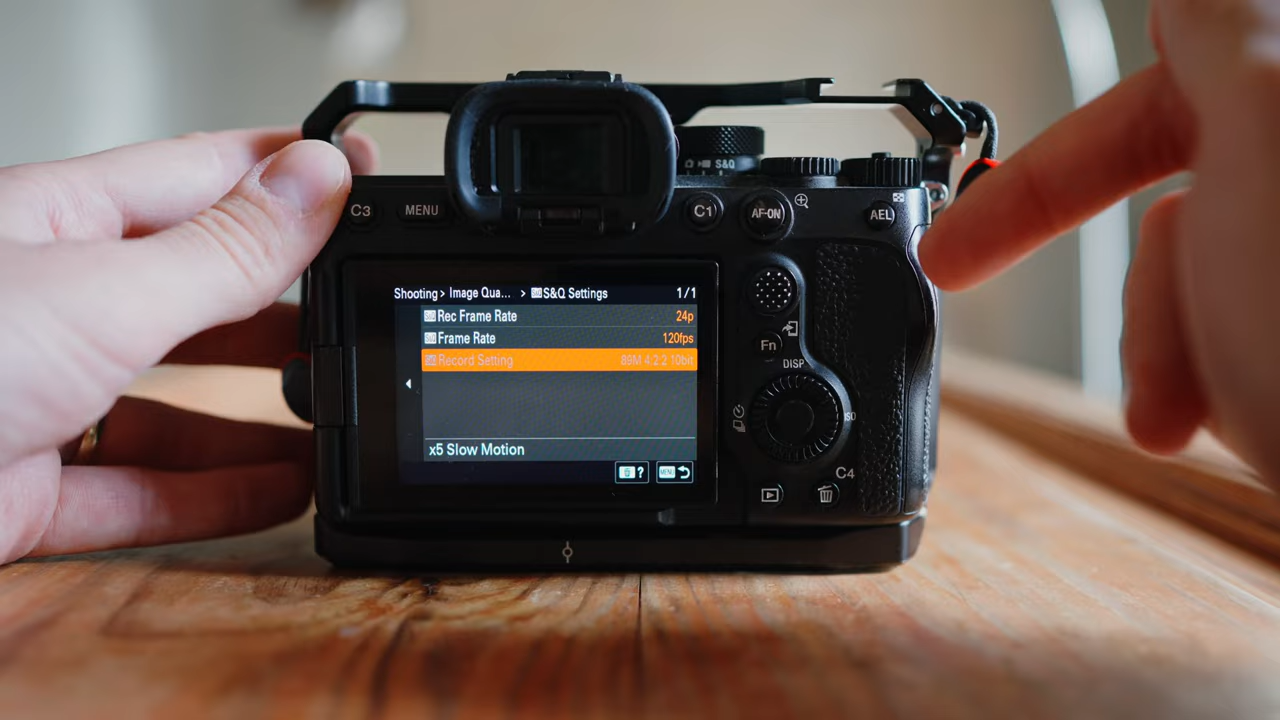 S&Q
C3
MENU
C1
AF-ON
AEL
Shooting> Image Qua... > S&Q Settings 1/1
S&Q Rec Frame Rate 24p
S&Q Frame Rate 120fps
S&Q Record Setting 89M 4:2:2 10bit
x5 Slow Motion
?
MENU
Fn
DISP
ISO
C4